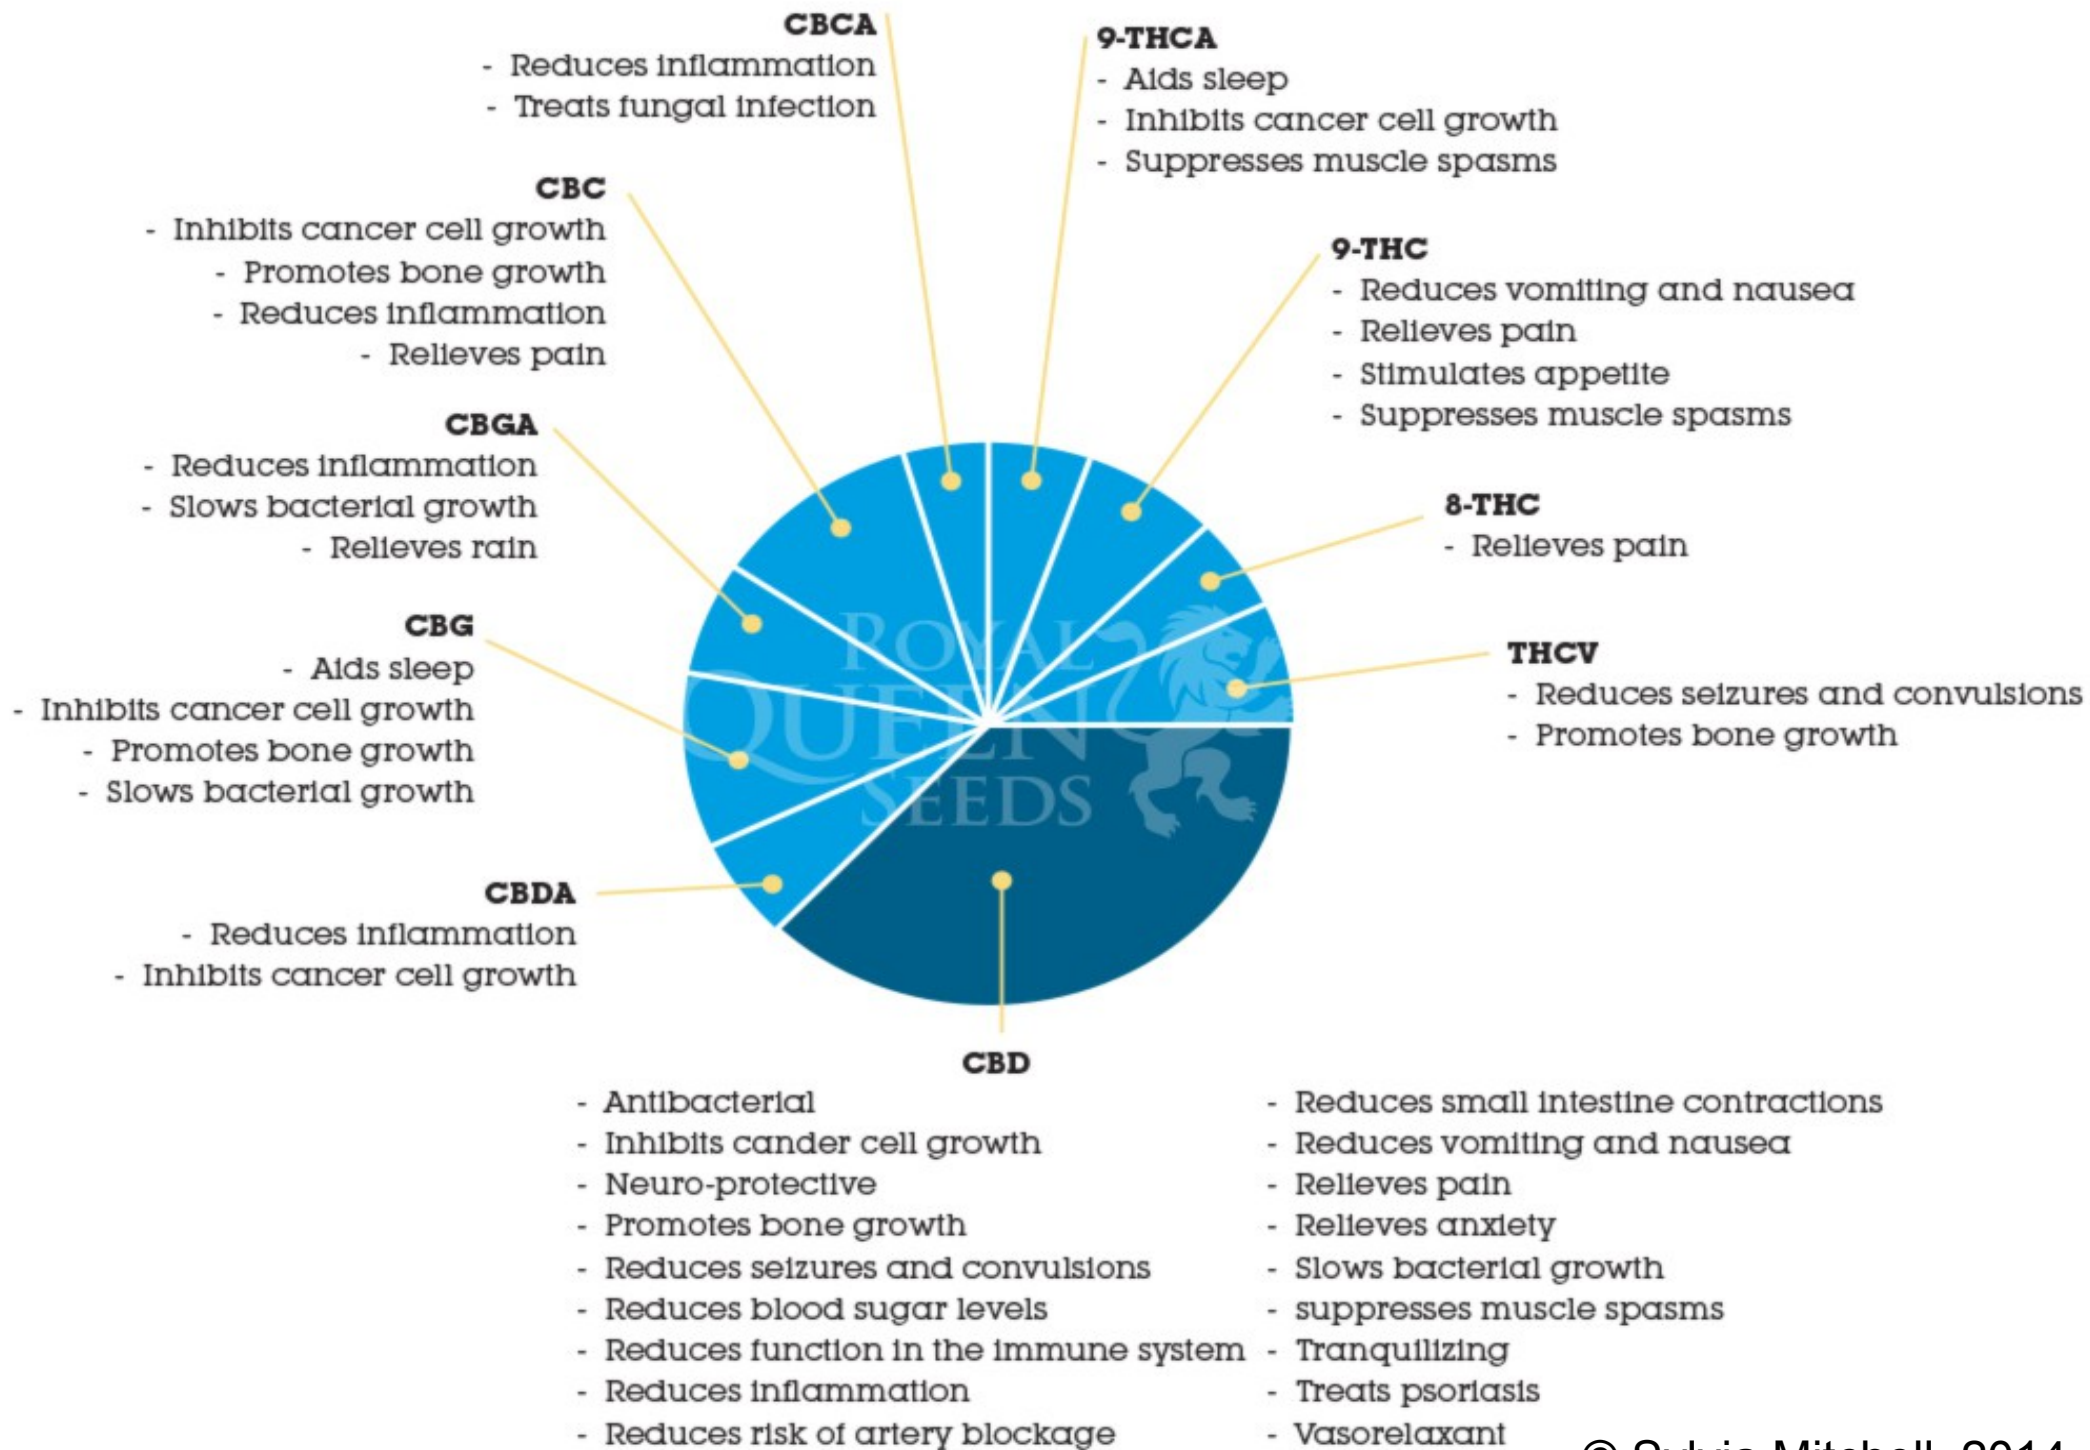 CBCA
- Reduces inflammation
- Treats fungal infection
9-THCA
- Aids sleep
- Inhibits cancer cell growth
- Suppresses muscle spasms
CBC
- Inhibits cancer cell growth
- Promotes bone growth
- Reduces inflammation
- Relieves pain
9-THC
- Reduces vomiting and nausea
- Relieves pain
- Stimulates appetite
- Suppresses muscle spasms
CBGA
- Reduces inflammation
- Slows bacterial growth
- Relieves rain
8-THC
- Relieves pain
CBG
- Aids sleep
- Inhibits cancer cell growth
- Promotes bone growth
- Slows bacterial growth
THCV
- Reduces seizures and convulsions
- Promotes bone growth
ROYAL
QUEEN
SEEDS
CBDA
- Reduces inflammation
- Inhibits cancer cell growth
CBD
- Antibacterial
- Inhibits cander cell growth
- Neuro-protective
- Promotes bone growth
- Reduces seizures and convulsions
- Reduces blood sugar levels
- Reduces function in the immune system
- Reduces inflammation
- Reduces risk of artery blockage
- Reduces small intestine contractions
- Reduces vomiting and nausea
- Relieves pain
- Relieves anxiety
- Slows bacterial growth
- suppresses muscle spasms
- Tranquilizing
- Treats psoriasis
- Vasorelaxant
© Sylvia Mitchell, 2014